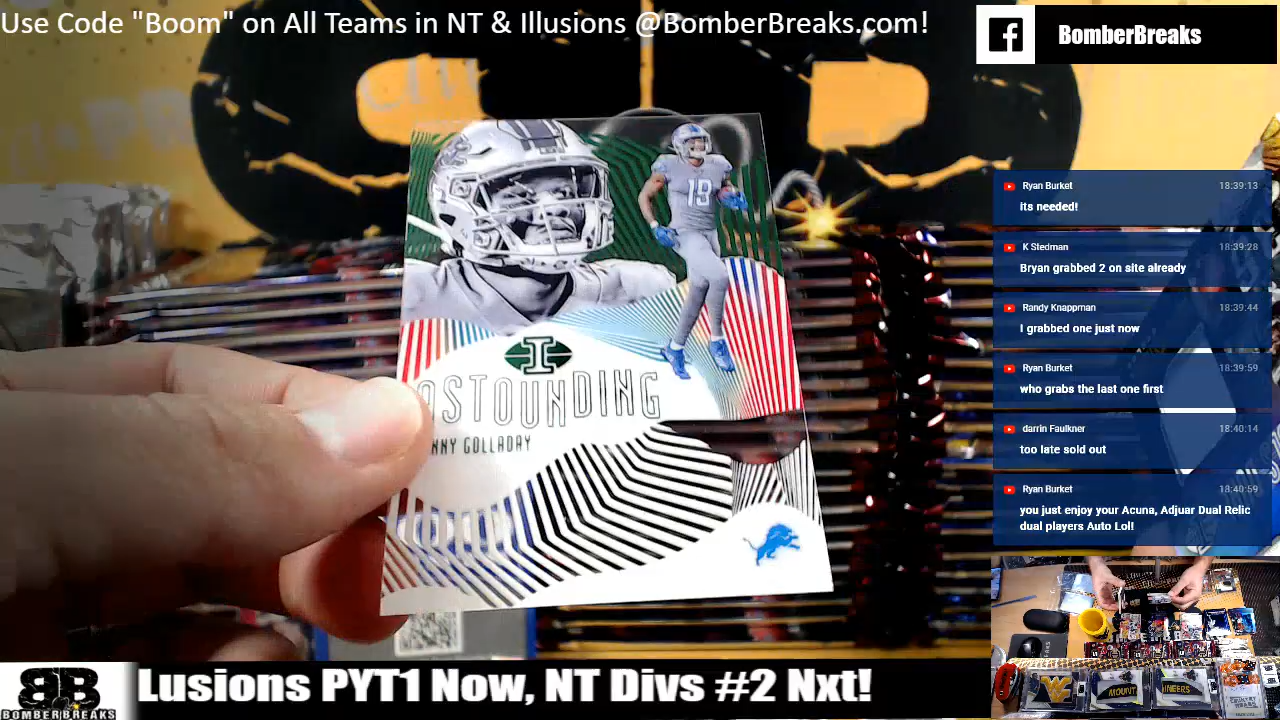 Use Code "Boom" on All Teams in NT & Illusions @BomberBreaks.com!
BomberBreaks
Ryan Burket 18:39:13
its needed!
K Stedman 18:39:28
Bryan grabbed 2 on site already
Randy Knappman 18:39:44
I grabbed one just now
Ryan Burket 18:39:59
who grabs the last one first
darrin Faulkner 18:40:14
too late sold out
Ryan Burket 18:40:59
you just enjoy your Acuna, Adjuar Dual Relic
dual players Auto Lol!
19
I
ASTOUNDING
NNY GOLLADAY
MOUNT
INEERS
BB
BOMBERBREAKS
Lusions PYT1 Now, NT Divs #2 Nxt!